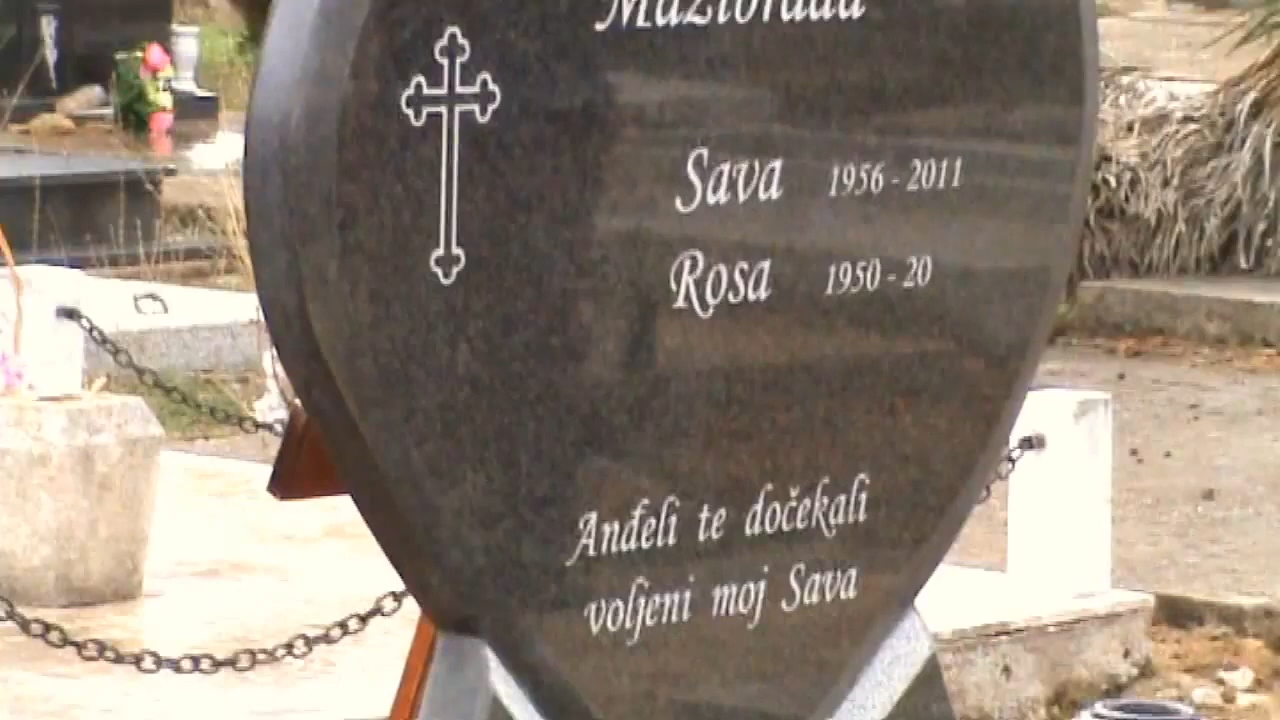 Sava 1956 - 2011
Rosa 1950 - 20
Anđeli te dočekali
voljeni moj Sava